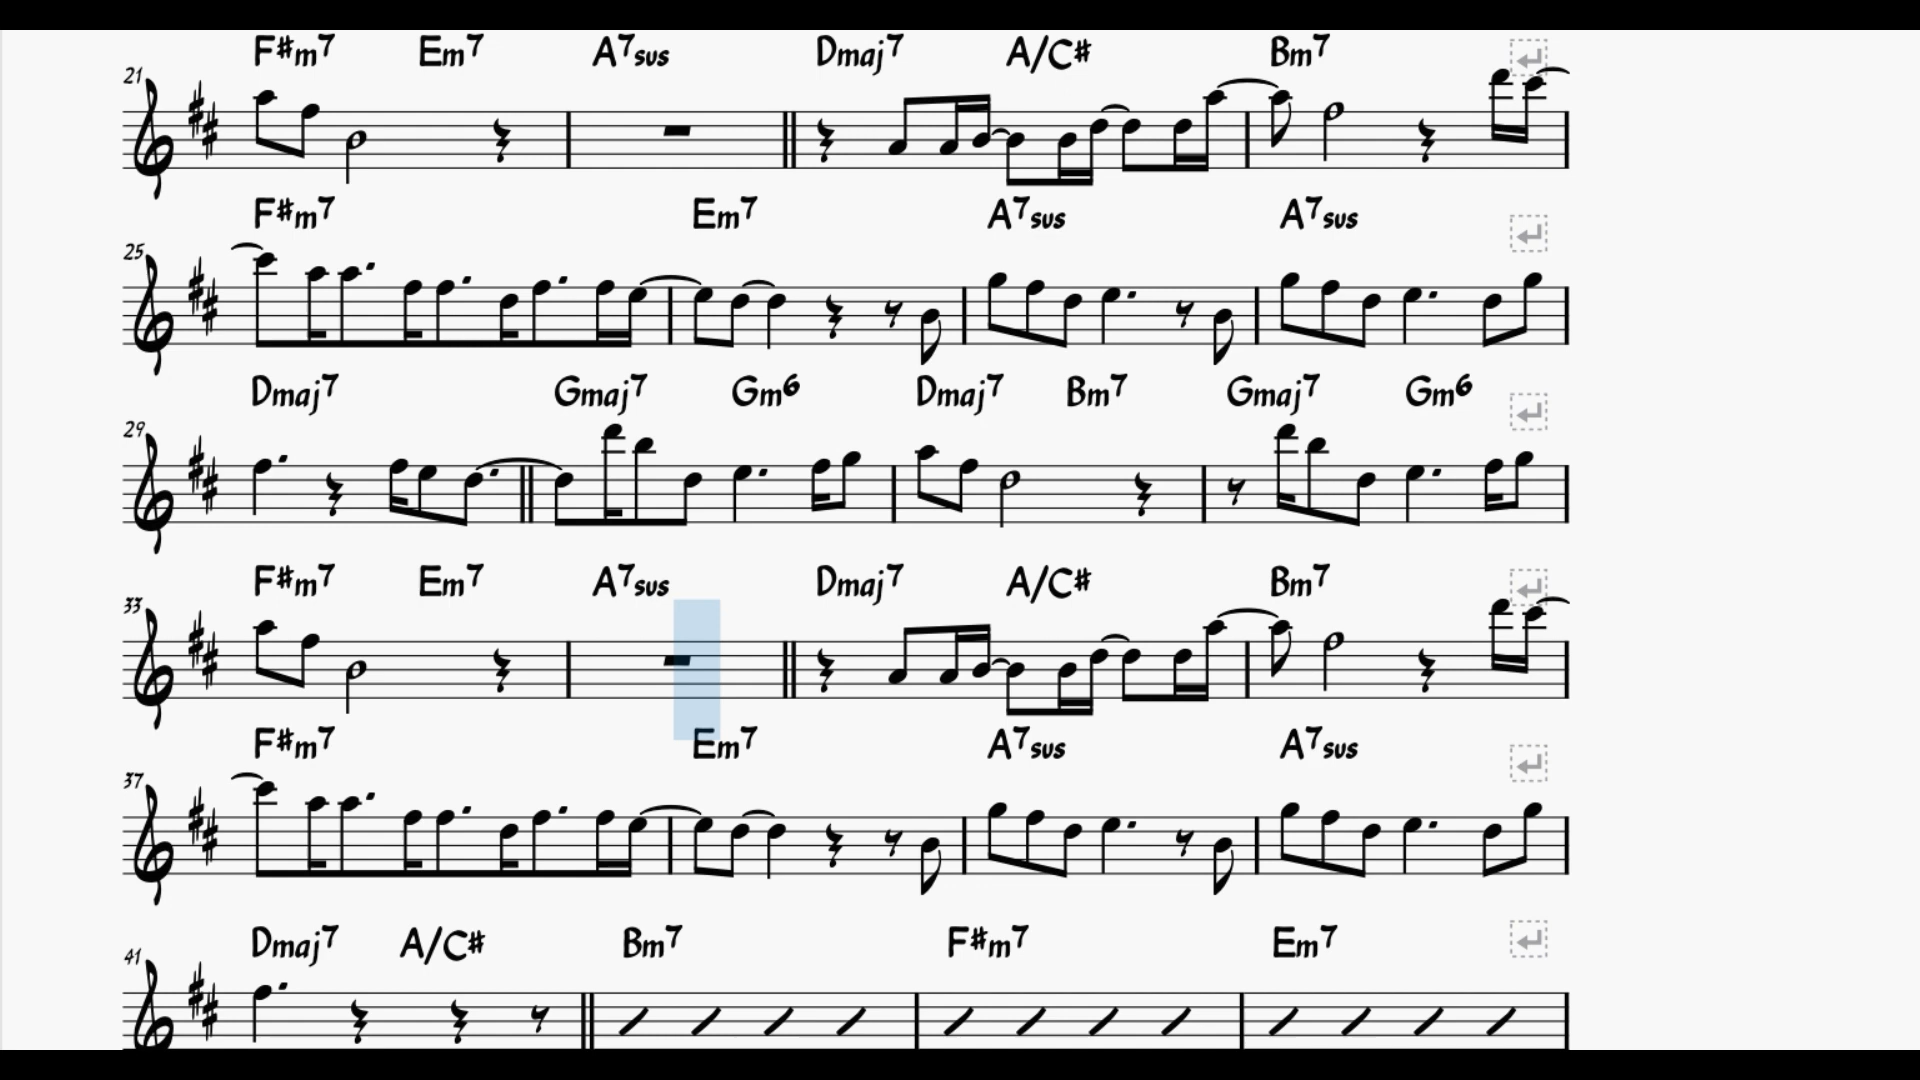 F#m7 Em7 A7sus Dmaj7 A/C# Bm7
21
F#m7 Em7 A7sus A7sus
25
Dmaj7 Gmaj7 Gm6 Dmaj7 Bm7 Gmaj7 Gm6
29
F#m7 Em7 A7sus Dmaj7 A/C# Bm7
33
F#m7 Em7 A7sus A7sus
37
Dmaj7 A/C# Bm7 F#m7 Em7
41